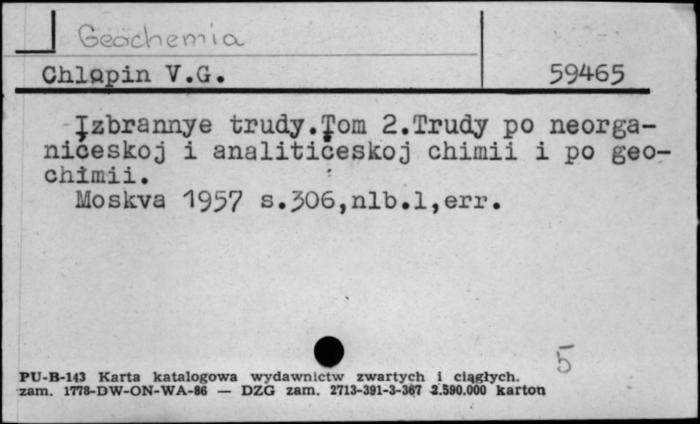 Geochemia
Chlopin V.G. 59465
Izbrannye trudy.Tom 2.Trudy po neorga-
niċeskoj i analitiċeskoj chimii i po geo-
chimii.
Moskva 1957 s.306,nlb.1,err.
5
PU-B-143 Karta katalogowa wydawnictw zwartych i ciągłych.
zam. 1778-DW-ON-WA-86 — DZG zam. 2713-391-3-367 2.590.000 karton